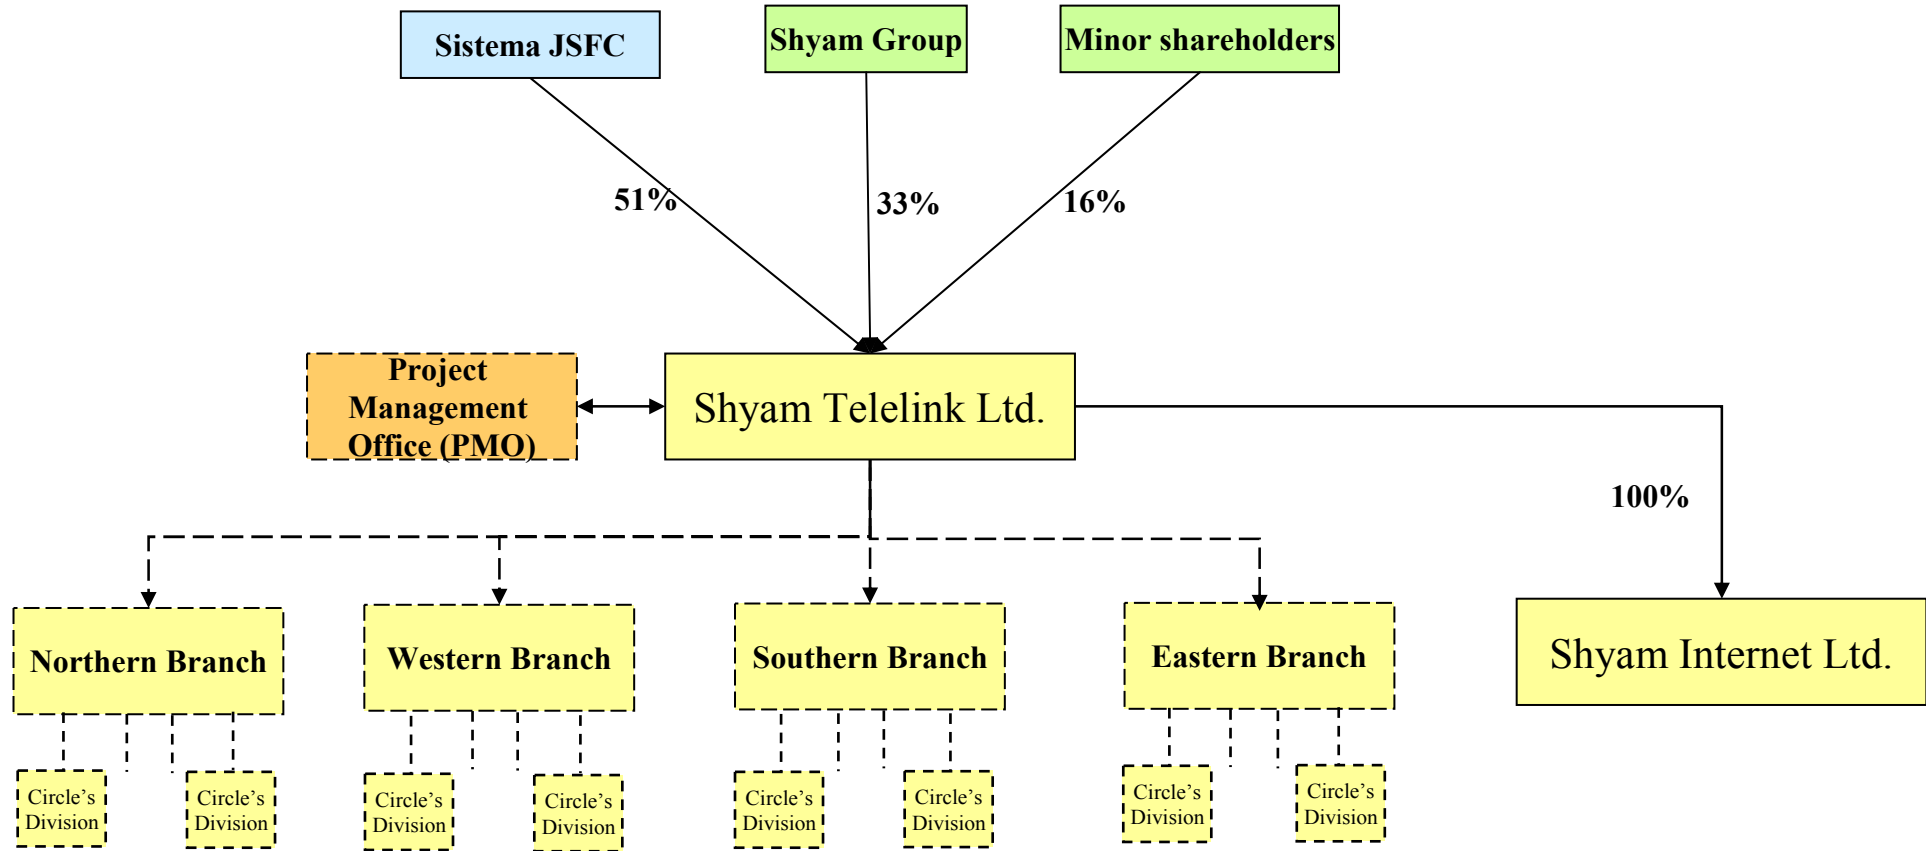 Sistema JSFC
Shyam Group
Minor shareholders
51%
33%
16%
Project
Management
Office (PMO)
Shyam Telelink Ltd.
100%
Northern Branch
Western Branch
Southern Branch
Eastern Branch
Shyam Internet Ltd.
Circle’s
Division
Circle’s
Division
Circle’s
Division
Circle’s
Division
Circle’s
Division
Circle’s
Division
Circle’s
Division
Circle’s
Division